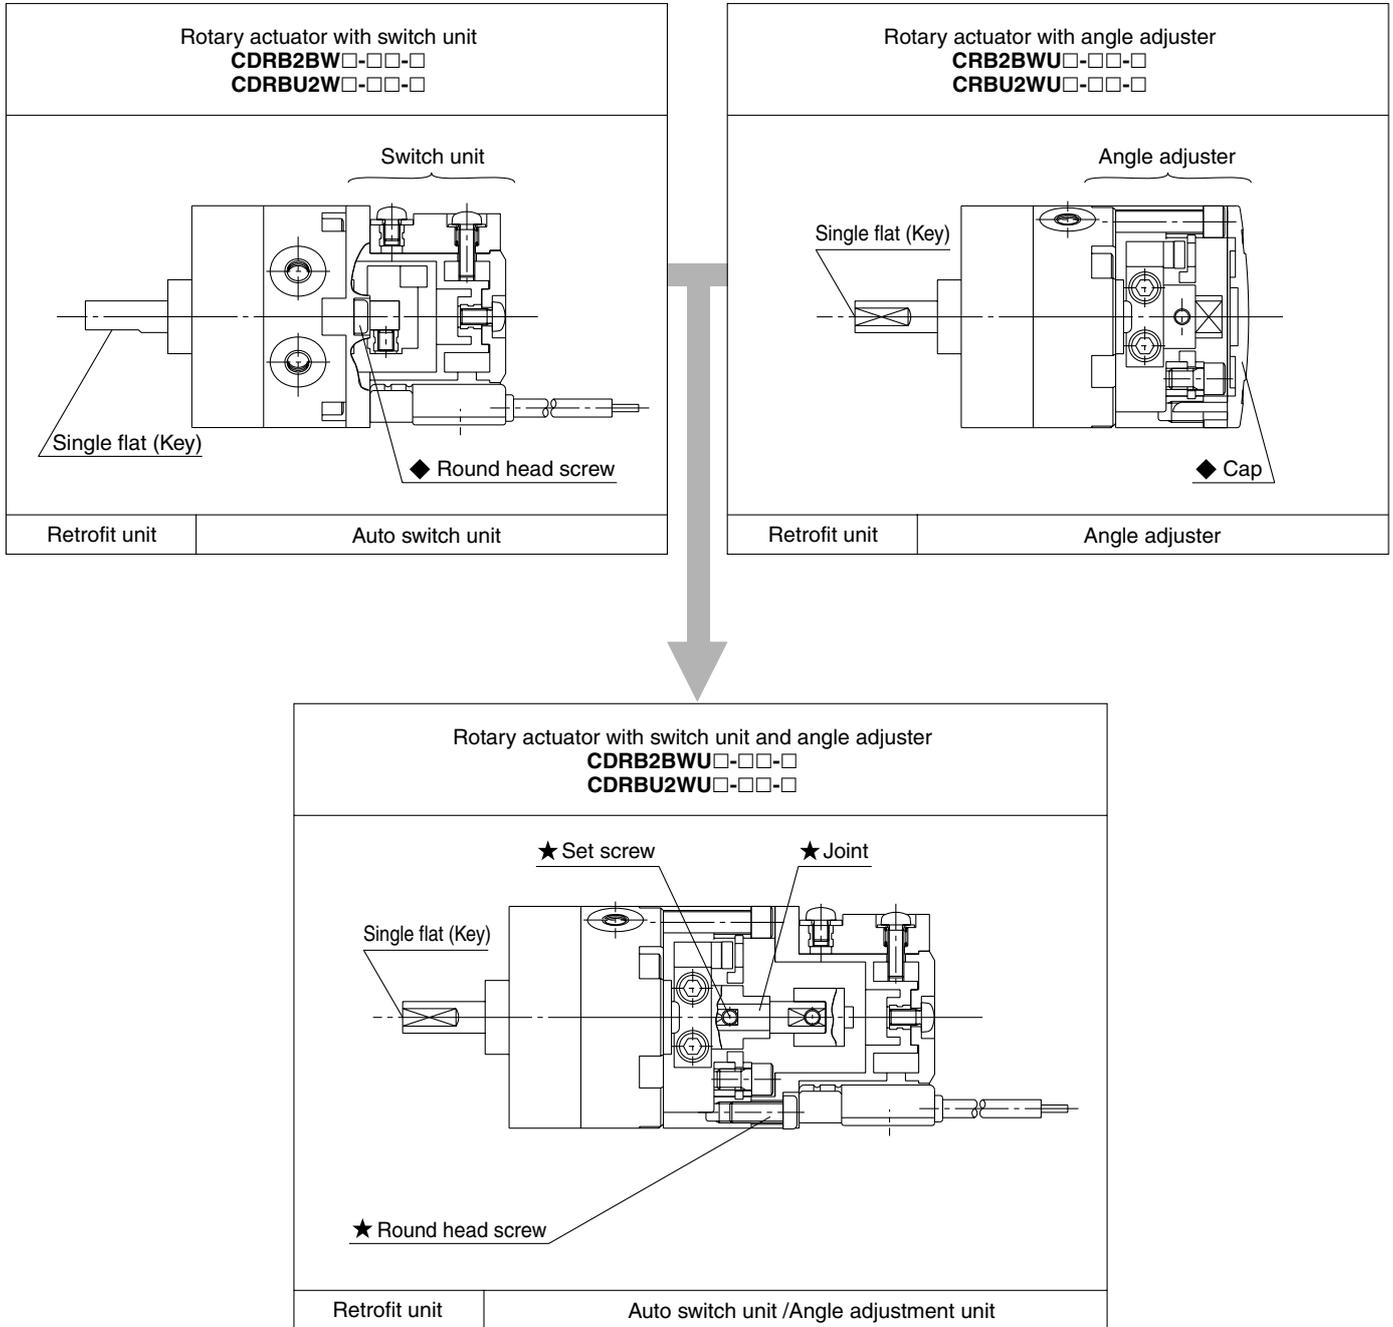 Rotary actuator with switch unit
CDRB2BW□-□□-□
CDRBU2W□-□□-□
Switch unit
Single flat (Key)
◆ Round head screw
Retrofit unit
Auto switch unit
Rotary actuator with angle adjuster
CRB2BWU□-□□-□
CRBU2WU□-□□-□
Angle adjuster
Single flat (Key)
◆ Cap
Retrofit unit
Angle adjuster
Rotary actuator with switch unit and angle adjuster
CDRB2BWU□-□□-□
CDRBU2WU□-□□-□
★ Set screw
★ Joint
Single flat (Key)
★ Round head screw
Retrofit unit
Auto switch unit /Angle adjustment unit